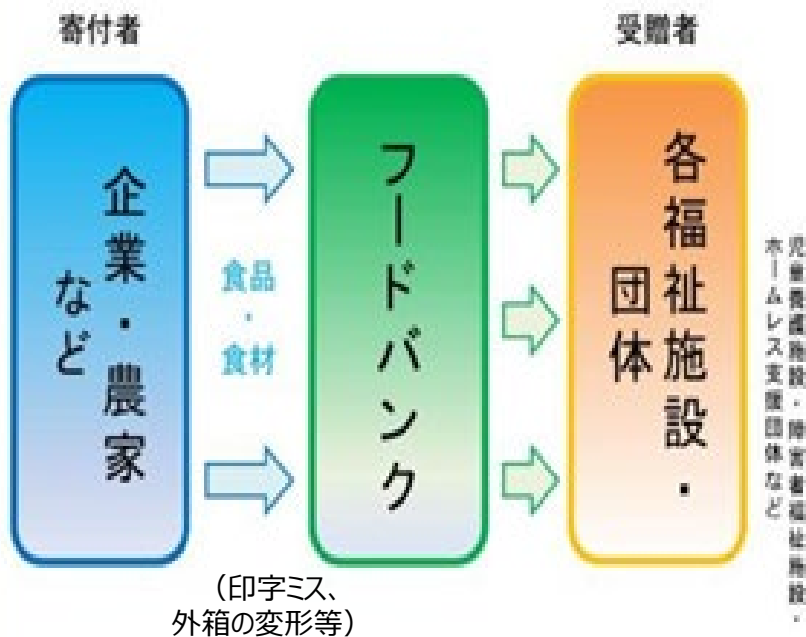 寄付者
受贈者
企業・農家
など
食品
・
食材
フードバンク
各福祉施設・
団体
児童養護施設・障害者福祉施設・
ホームレス支援団体など
（印字ミス、
外箱の変形等）